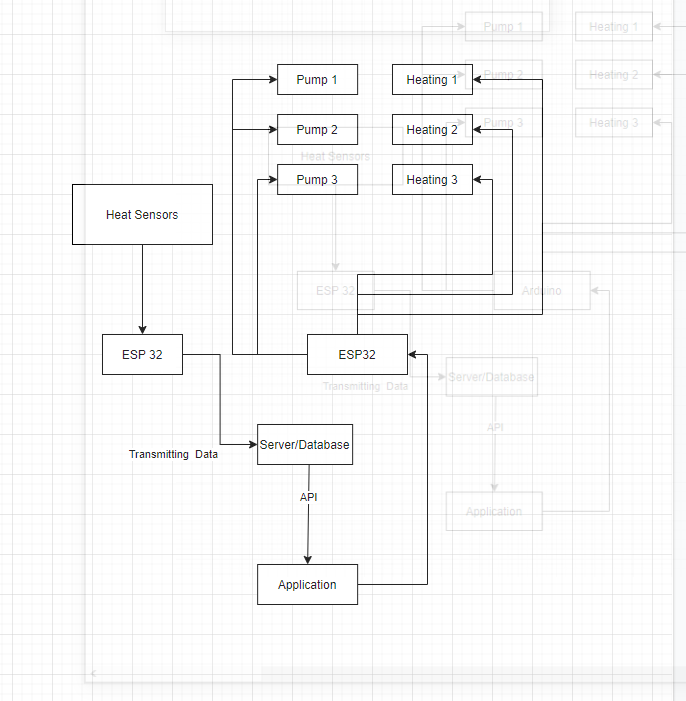 Pump 1
Heating 1
Pump 2
Heating 2
Pump 3
Heating 3
Pump 1
Heating 1
Pump 2
Heating 2
Heat Sensors
Pump 3
Heating 3
Heat Sensors
ESP 32
Arduino
ESP 32
ESP32
Server/Database
Transmitting Data
API
Application
Transmitting Data
Server/Database
API
Application